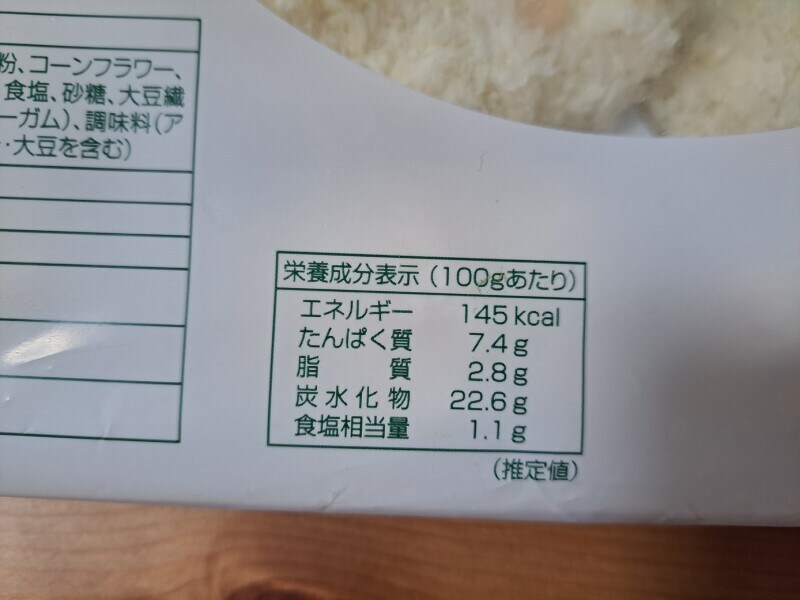 粉、コーンフラワー、
食塩、砂糖、大豆繊
ーガム)、調味料(ア
・大豆を含む)
栄養成分表示(100gあたり)
エネルギー 145kcal
たんぱく質 7.4g
脂質 2.8g
炭水化物 22.6g
食塩相当量 1.1g
(推定値)